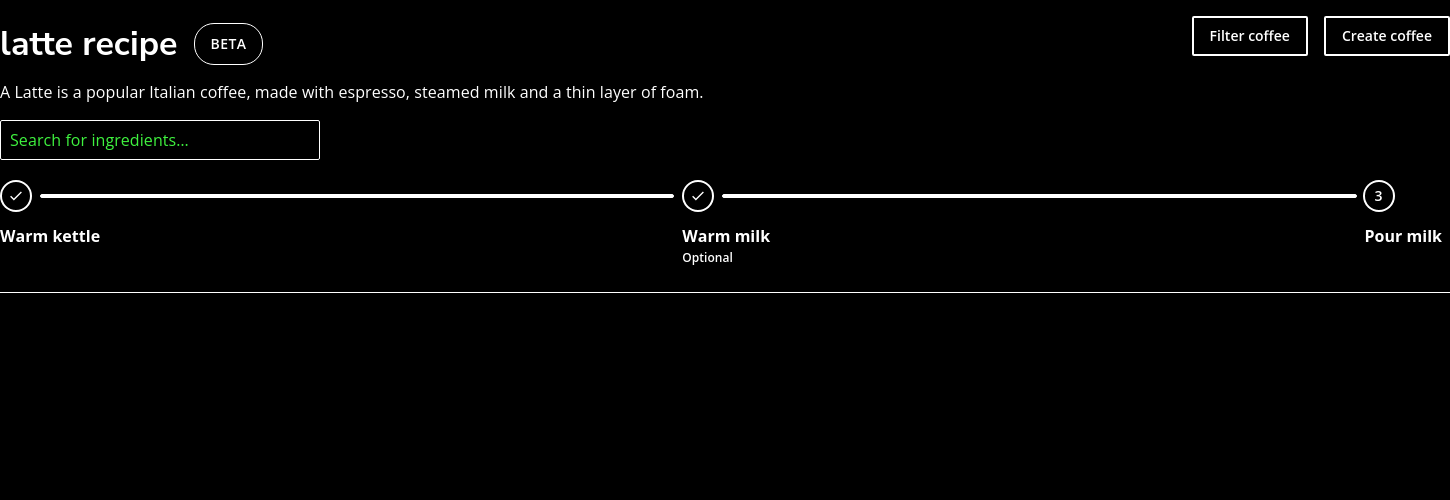 latte recipe
BETA
Filter coffee
Create coffee
A Latte is a popular Italian coffee, made with espresso, steamed milk and a thin layer of foam.
Search for ingredients...
3
Warm kettle
Warm milk
Pour milk
Optional